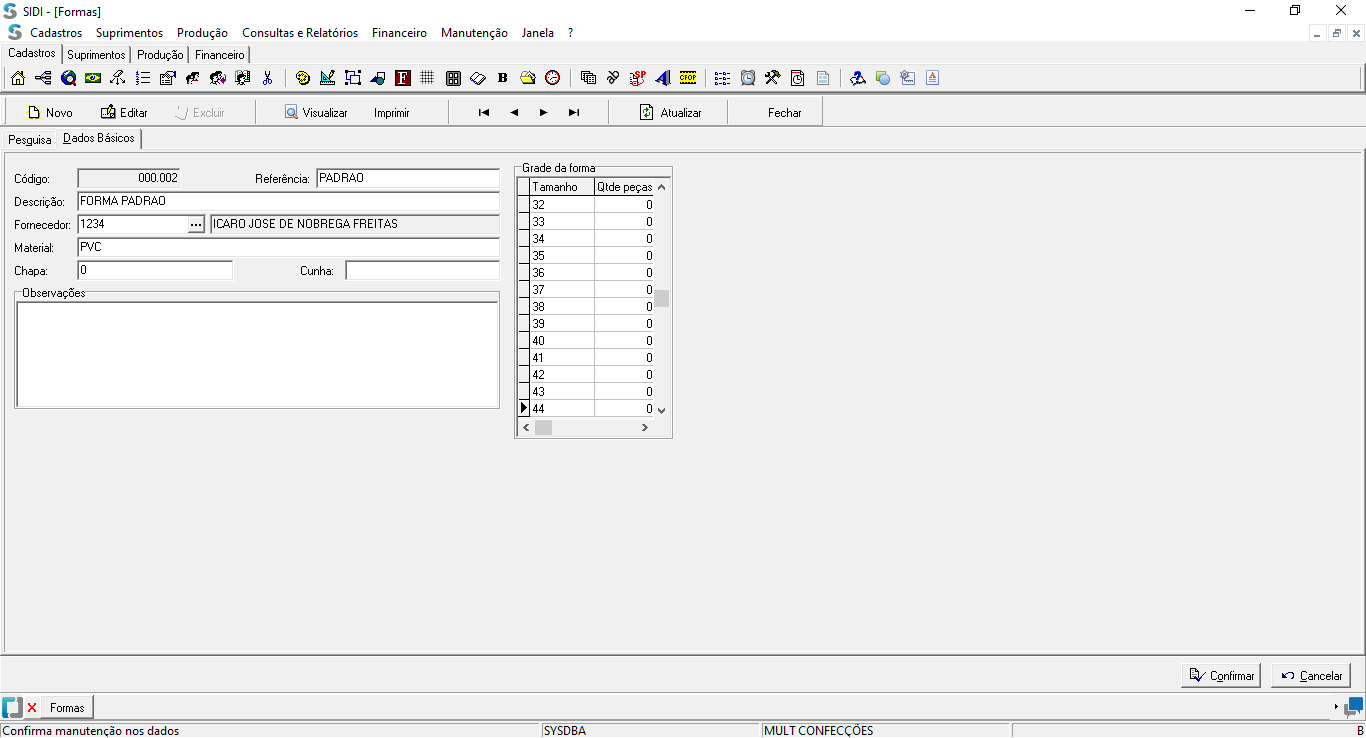 SIDI - [Formas]
Cadastros Suprimentos Produção Consultas e Relatórios Financeiro Manutenção Janela ?
Cadastros Suprimentos Produção Financeiro
F B SP CFOP A
Novo Editar Excluir Visualizar Imprimir Atualizar Fechar
Pesquisa Dados Básicos
Código: 000.002 Referência: PADRAO
Descrição: FORMA PADRAO
Fornecedor: 1234 ... ICARO JOSE DE NOBREGA FREITAS
Material: PVC
Chapa: 0 Cunha:
Observações
Grade da forma
Tamanho Qtde peças
32 0
33 0
34 0
35 0
36 0
37 0
38 0
39 0
40 0
41 0
42 0
43 0
44 0
Confirmar Cancelar
Formas
Confirma manutenção nos dados SYSDBA MULT CONFECÇÕES B